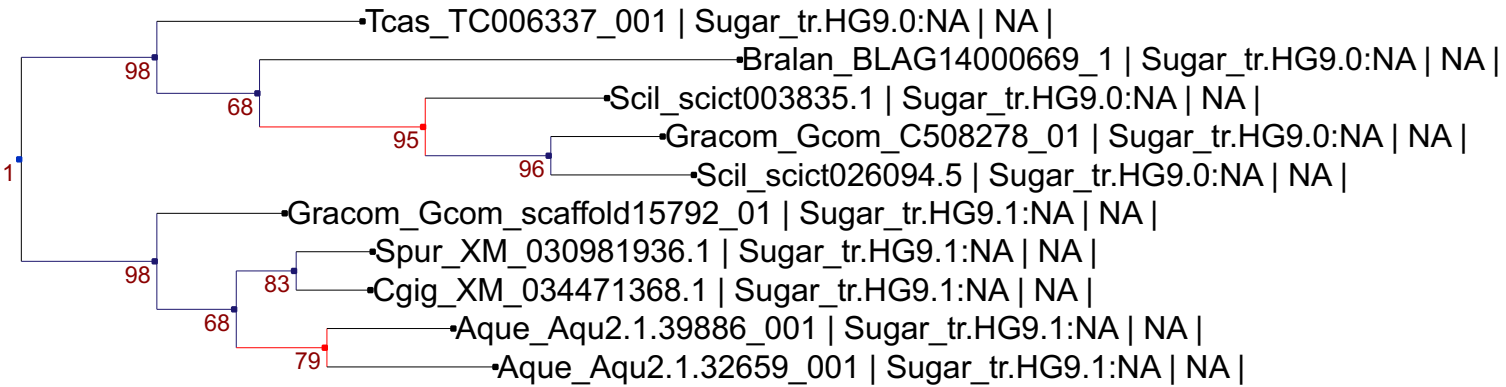 Tcas_TC006337_001 | Sugar_tr.HG9.0:NA | NA |
98
Bralan_BLAG14000669_1 | Sugar_tr.HG9.0:NA | NA |
68
Scil_scict003835.1 | Sugar_tr.HG9.0:NA | NA |
95
Gracom_Gcom_C508278_01 | Sugar_tr.HG9.0:NA | NA |
96
Scil_scict026094.5 | Sugar_tr.HG9.0:NA | NA |
1
Gracom_Gcom_scaffold15792_01 | Sugar_tr.HG9.1:NA | NA |
98
Spur_XM_030981936.1 | Sugar_tr.HG9.1:NA | NA |
83
Cgig_XM_034471368.1 | Sugar_tr.HG9.1:NA | NA |
68
Aque_Aqu2.1.39886_001 | Sugar_tr.HG9.1:NA | NA |
79
Aque_Aqu2.1.32659_001 | Sugar_tr.HG9.1:NA | NA |